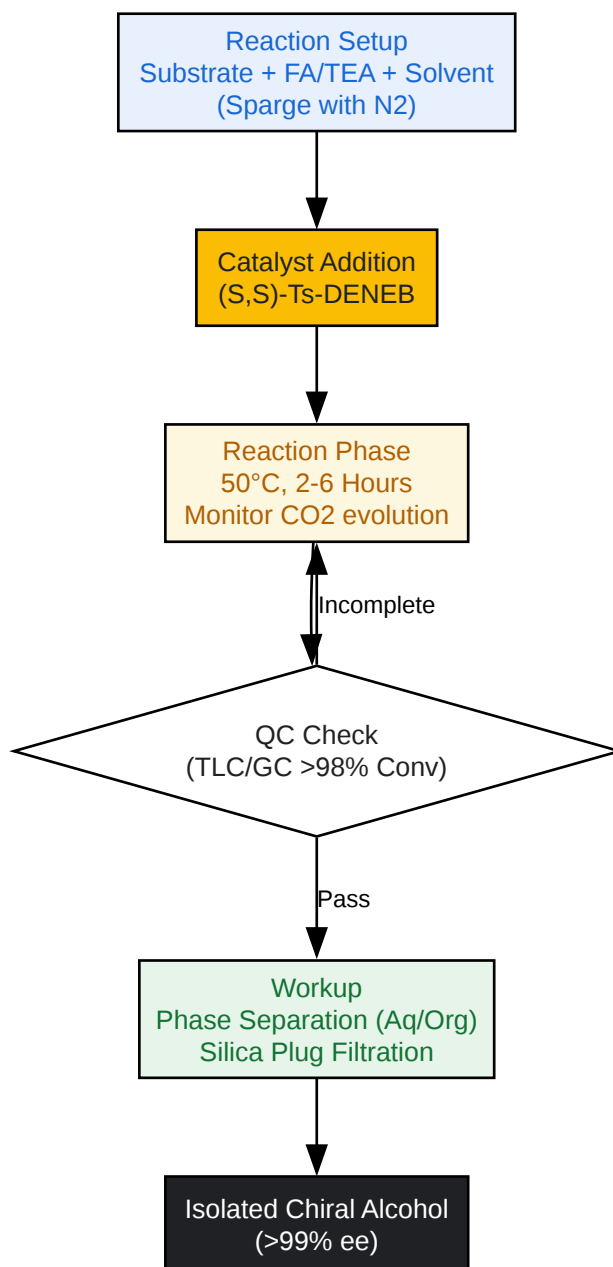 Reaction Setup
Substrate + FA/TEA + Solvent
(Sparge with N2)
Catalyst Addition
(S,S)-Ts-DENEB
Reaction Phase
50°C, 2-6 Hours
Monitor CO2 evolution
Incomplete
QC Check
(TLC/GC >98% Conv)
Pass
Workup
Phase Separation (Aq/Org)
Silica Plug Filtration
Isolated Chiral Alcohol
(>99% ee)